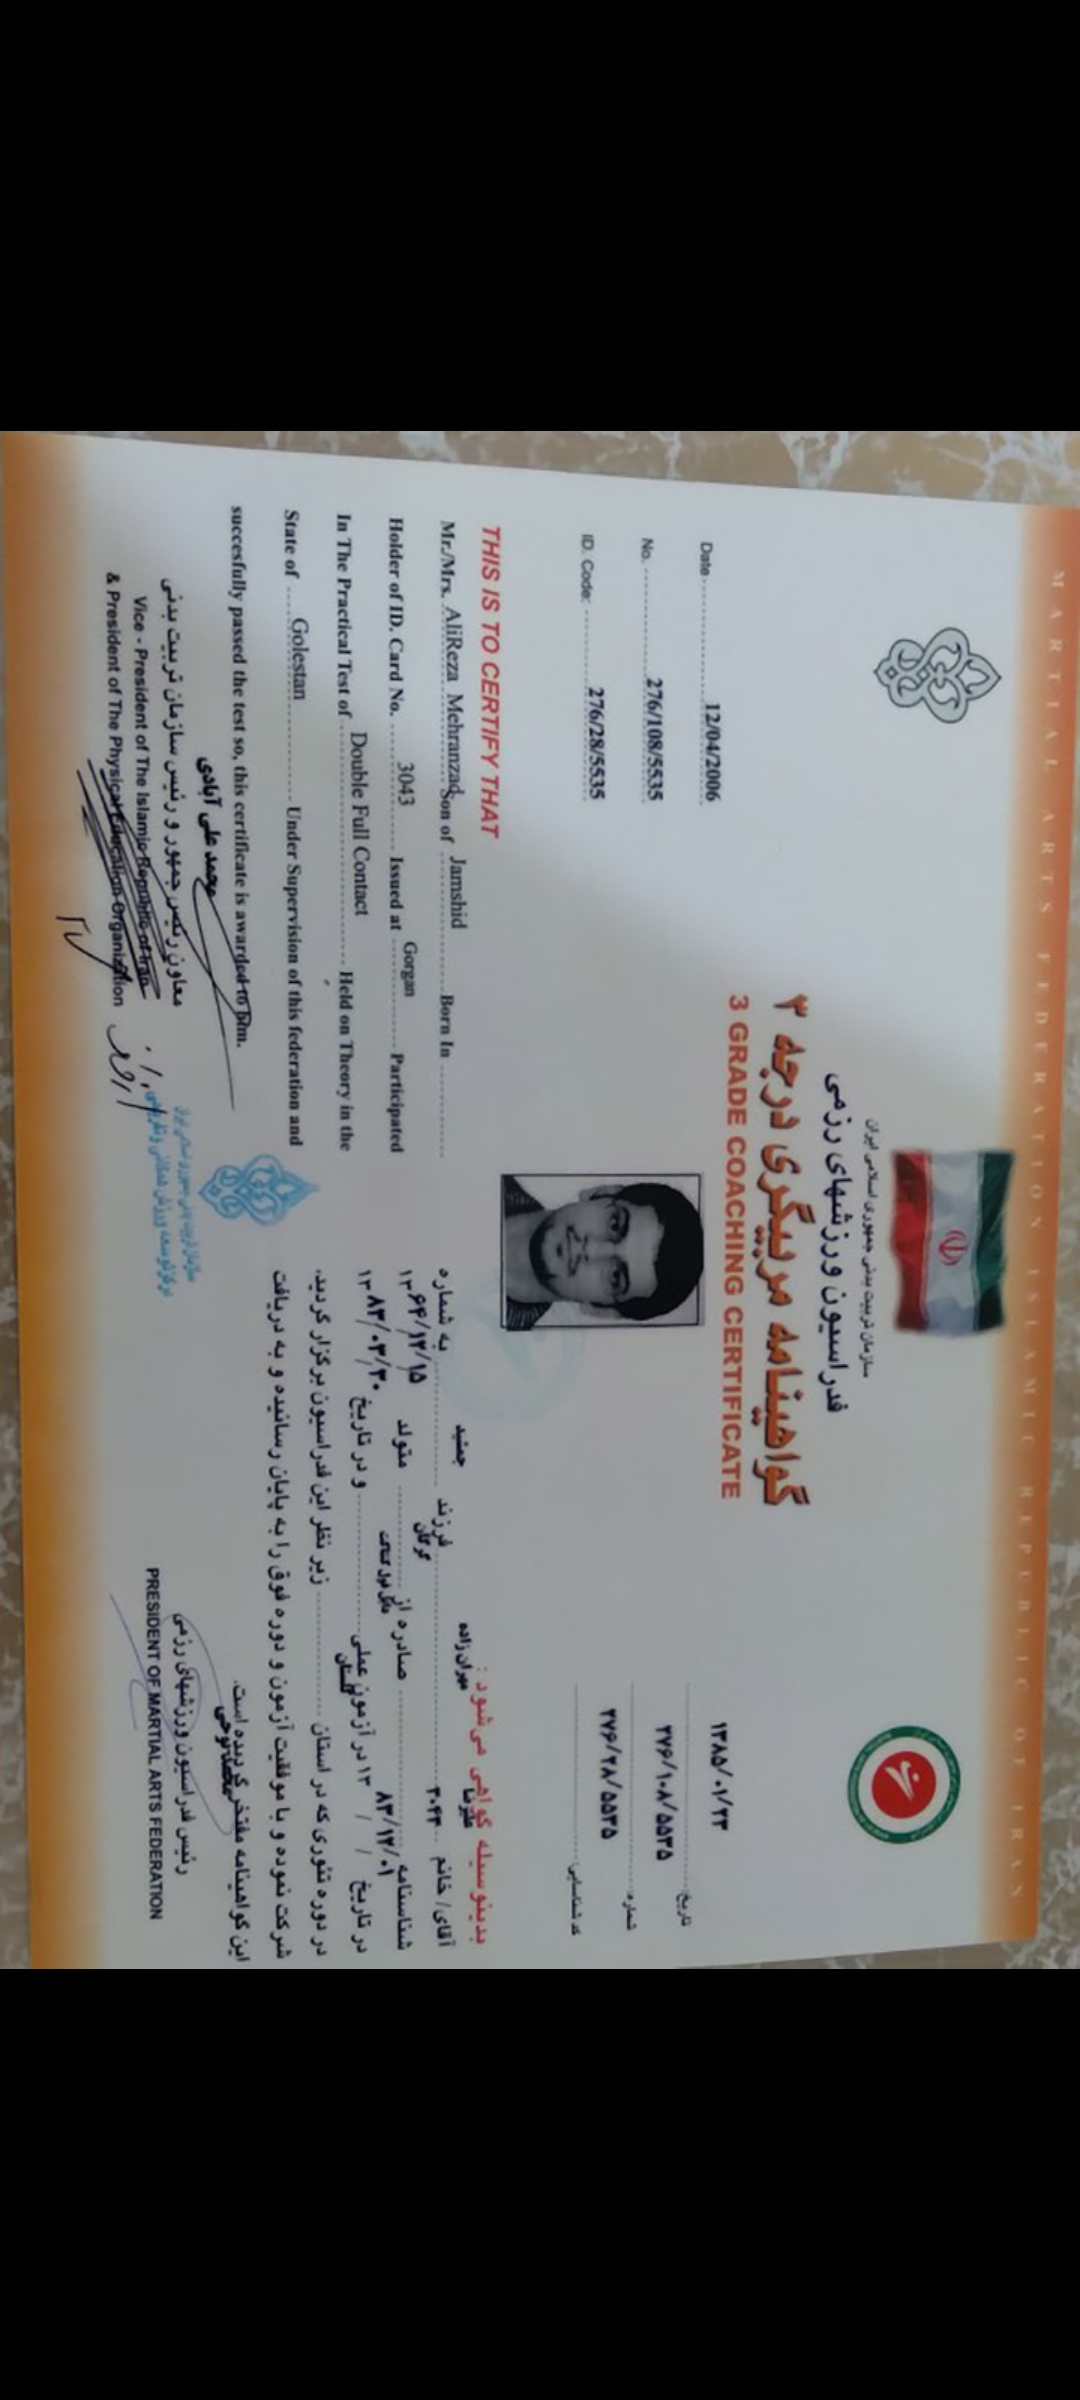 MARTIAL ARTS FEDERATION ISLAMIC REPUBLIC OF IRAN
سازمان تربیت بدنی جمهوری اسلامی ایران
فدراسیون ورزشهای رزمی
گواهینامه مربیگری درجه ۳
3 GRADE COACHING CERTIFICATE
Date 12/04/2006
No. 276/108/5535
ID. Code: 276/28/5535
تاریخ ۱۳۸۵/۰۱/۲۳
شماره ۲۷۶/۱۰۸/۵۵۳۵
کد شناسایی ۲۷۶/۲۸/۵۵۳۵
THIS IS TO CERTIFY THAT
Mr./Mrs. AliReza Mehranzad Son of Jamshid Born In
Holder of ID. Card No. 3043 Issued at Gorgan Participated
In The Practical Test of Double Full Contact Held on Theory in the
State of Golestan Under Supervision of this federation and
succesfully passed the test so, this certificate is awarded to him.
بدینوسیله گواهی می شود :
آقای/ خانم علیرضا مهران زاده فرزند جمشید به شماره
شناسنامه ۳۰۴۳ صادره از گرگان متولد ۱۳۶۴/۱۲/۱۵
در تاریخ ۸۳/۱۲/۰۱ / / ۱۳ در آزمون عملی و در تاریخ ۱۳۸۳/۰۳/۲۰
در دوره تئوری که در استان گلستان زیر نظر این فدراسیون برگزار گردید،
شرکت نموده و با موفقیت آزمون و دوره فوق را به پایان رسانیده و به دریافت
این گواهینامه مفتخر گردیده است.
محمد علی آبادی
معاون رئیس جمهور و رئیس سازمان تربیت بدنی
Vice - President of The Islamic Republic of Iran
& President of The Physical Education Organization
رئیس فدراسیون ورزشهای رزمی
PRESIDENT OF MARTIAL ARTS FEDERATION